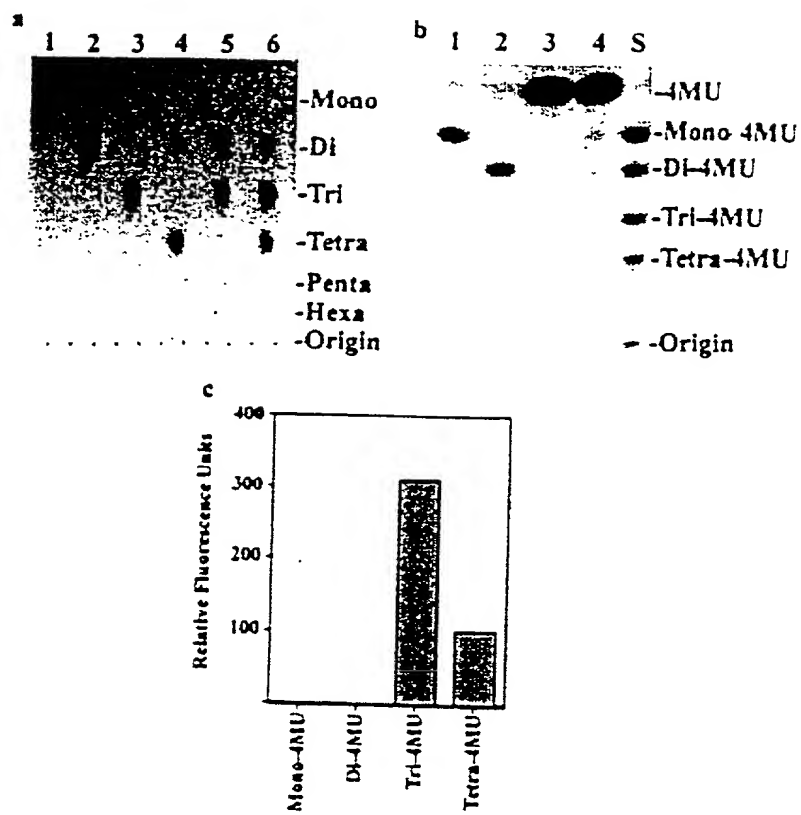 a
1 2 3 4 5 6
-Mono
-Di
-Tri
-Tetra
-Penta
-Hexa
-Origin
b
1 2 3 4 S
-4MU
-Mono-4MU
-Di-4MU
-Tri-4MU
-Tetra-4MU
-Origin
c
Relative Fluorescence Units
400
300
200
100
Mono-4MU
Di-4MU
Tri-4MU
Tetra-4MU